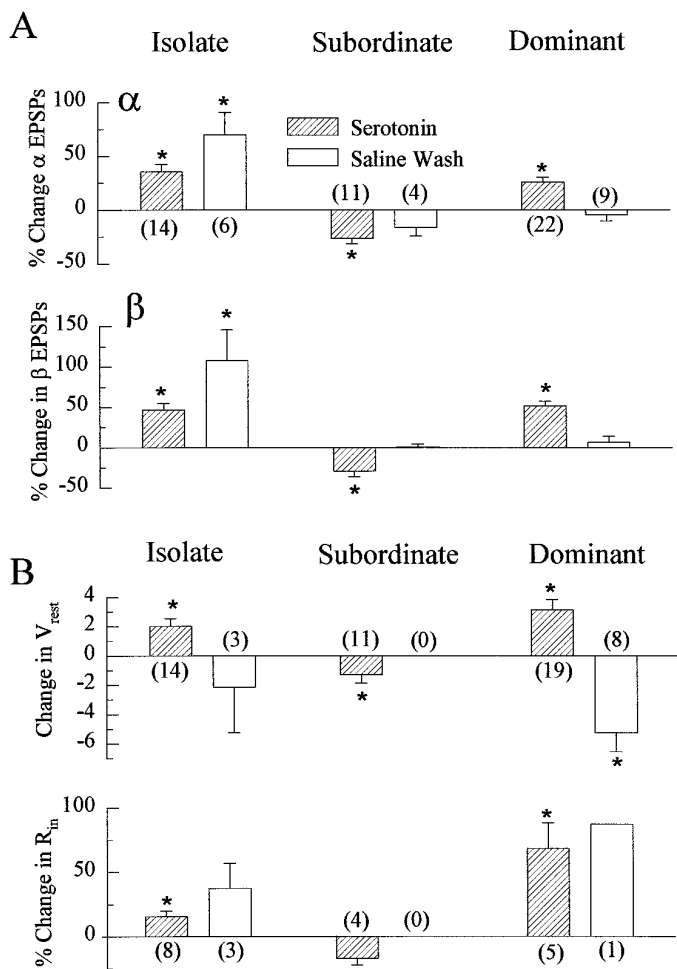 A
Isolate Subordinate Dominant
α
% Change α EPSPs
100
50
0
-50
Serotonin
Saline Wash
* * * *
(14) (6) (11) (4) (22) (9)
β
% Change in β EPSPs
150
100
50
0
-50
* * * *
B
Isolate Subordinate Dominant
Change in Vrest
4
2
0
-2
-4
-6
* * * *
(14) (3) (11) (0) (19) (8)
% Change in Rin
100
50
0
* *
(8) (3) (4) (0) (5) (1)